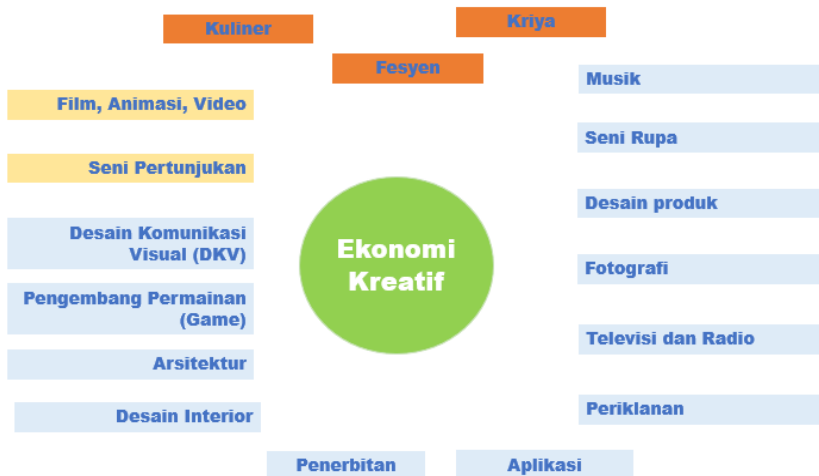 Kuliner
Kriya
Fesyen
Film, Animasi, Video
Seni Pertunjukan
Desain Komunikasi
Visual (DKV)
Pengembang Permainan
(Game)
Arsitektur
Desain Interior
Ekonomi
Kreatif
Musik
Seni Rupa
Desain produk
Fotografi
Televisi dan Radio
Periklanan
Penerbitan
Aplikasi